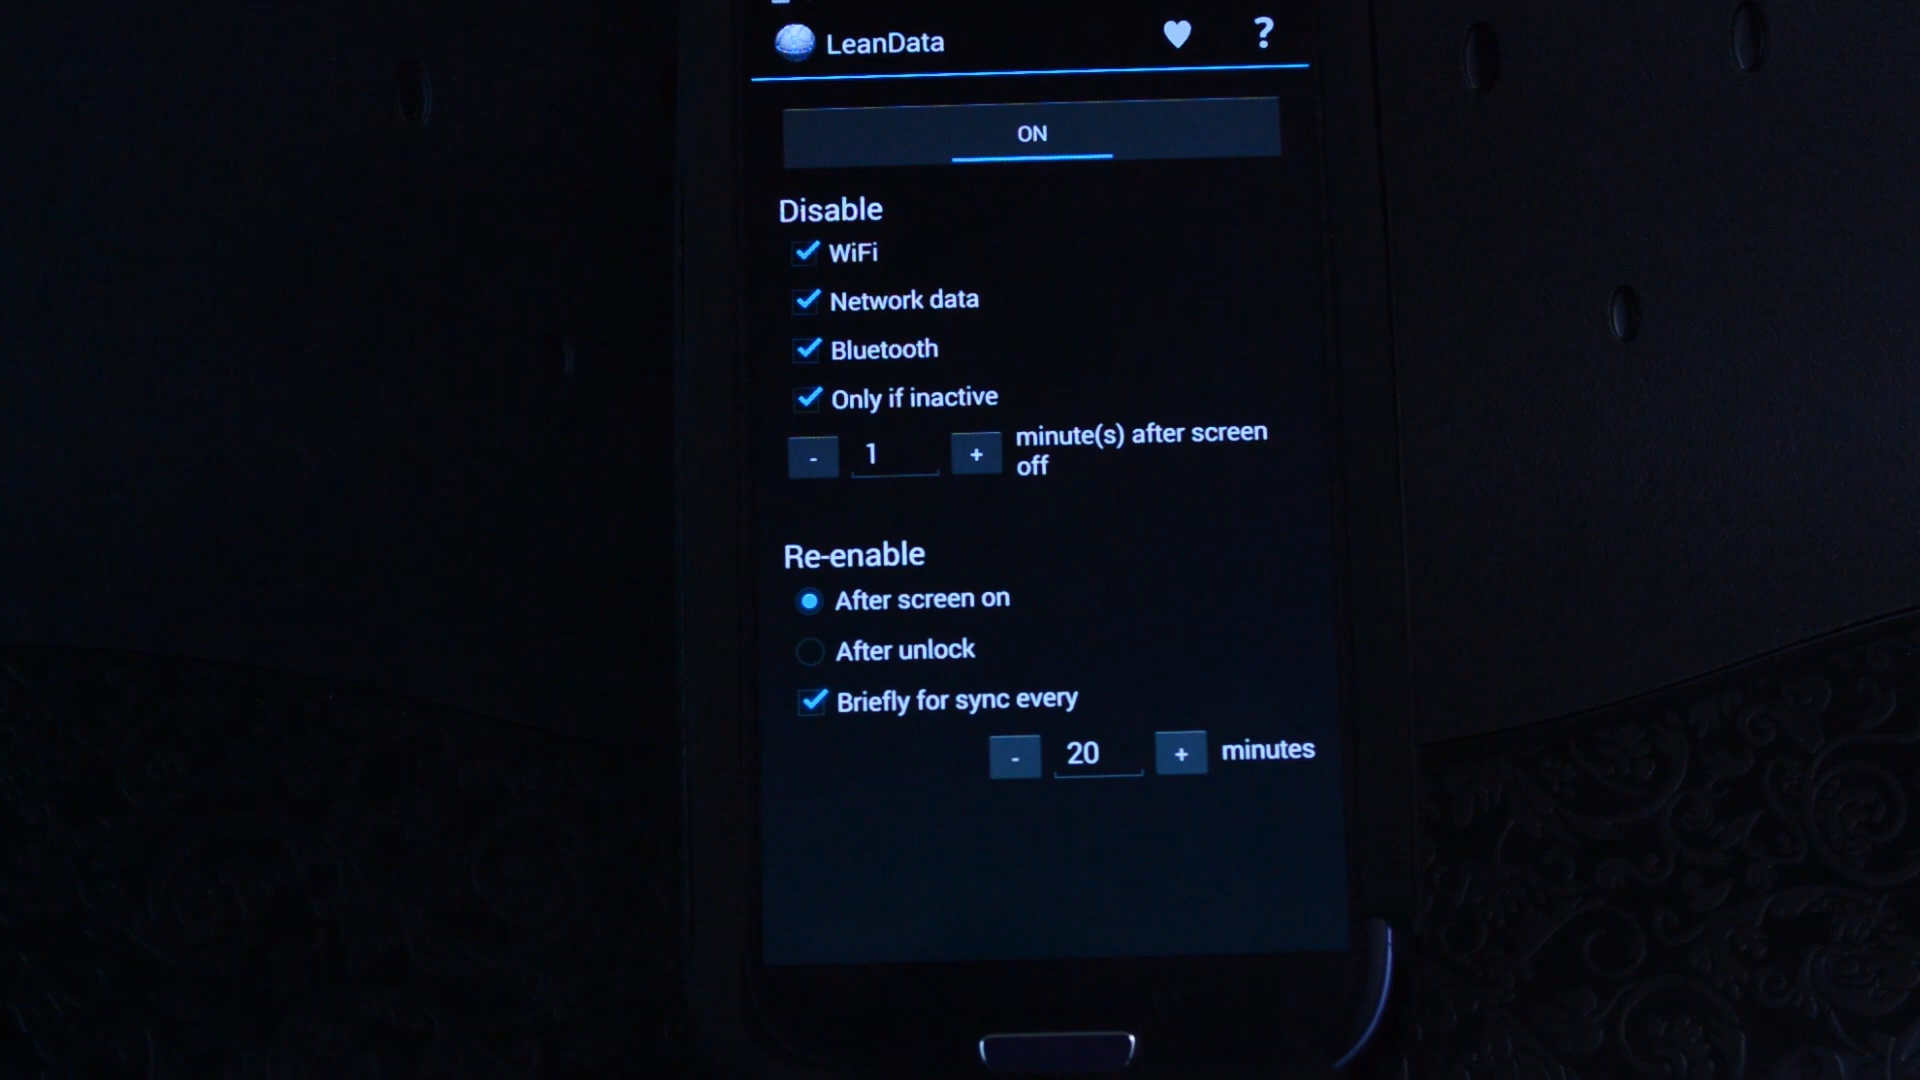 LeanData ?
ON
Disable
WiFi
Network data
Bluetooth
Only if inactive
- 1 + minute(s) after screen
off
Re-enable
After screen on
After unlock
Briefly for sync every
- 20 + minutes